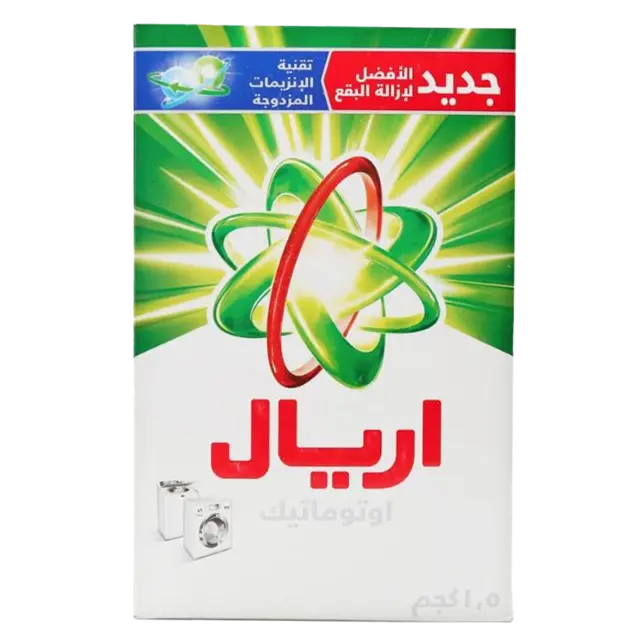 جديد
الأفضل
لإزالة البقع
تقنية
الإنزيمات
المزدوجة
اريال
اوتوماتيك
١,٥ كجم